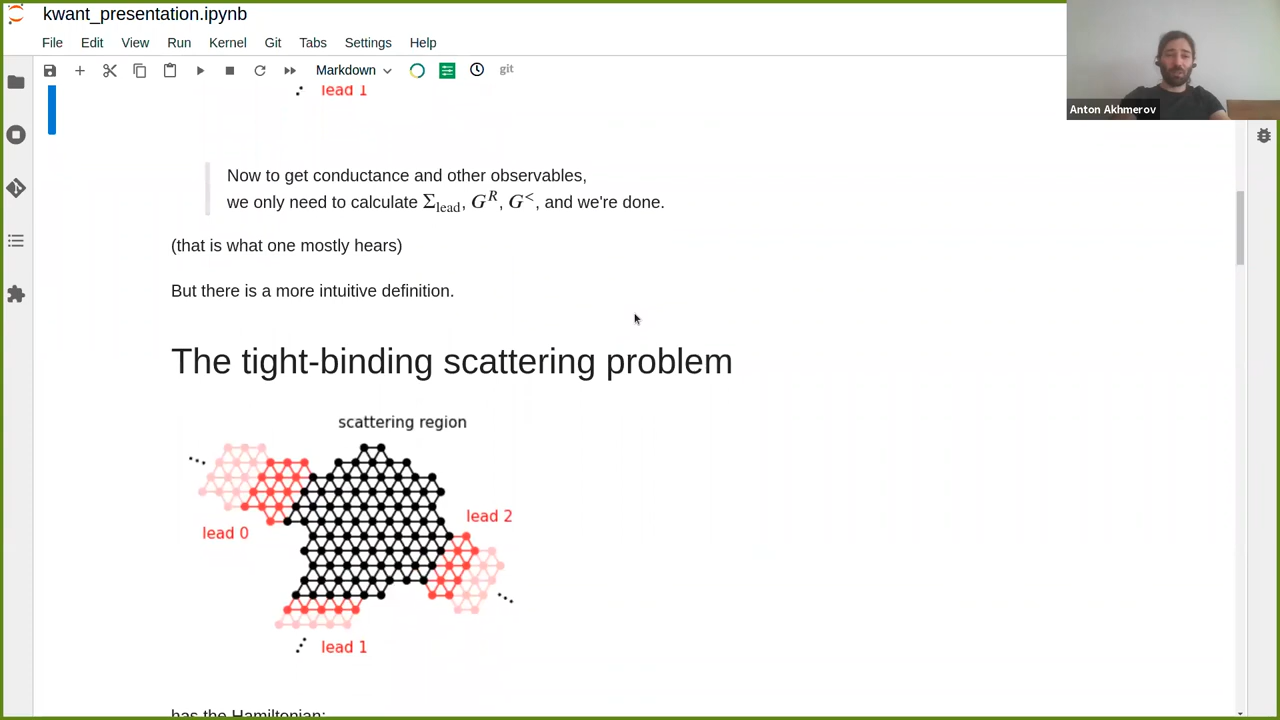 kwant_presentation.ipynb
File Edit View Run Kernel Git Tabs Settings Help
Markdown git
Anton Akhmerov
lead 1
Now to get conductance and other observables,
we only need to calculate Σlead, G^R, G^<, and we're done.
(that is what one mostly hears)
But there is a more intuitive definition.
The tight-binding scattering problem
scattering region
lead 0
lead 2
lead 1
has the Hamiltonian: